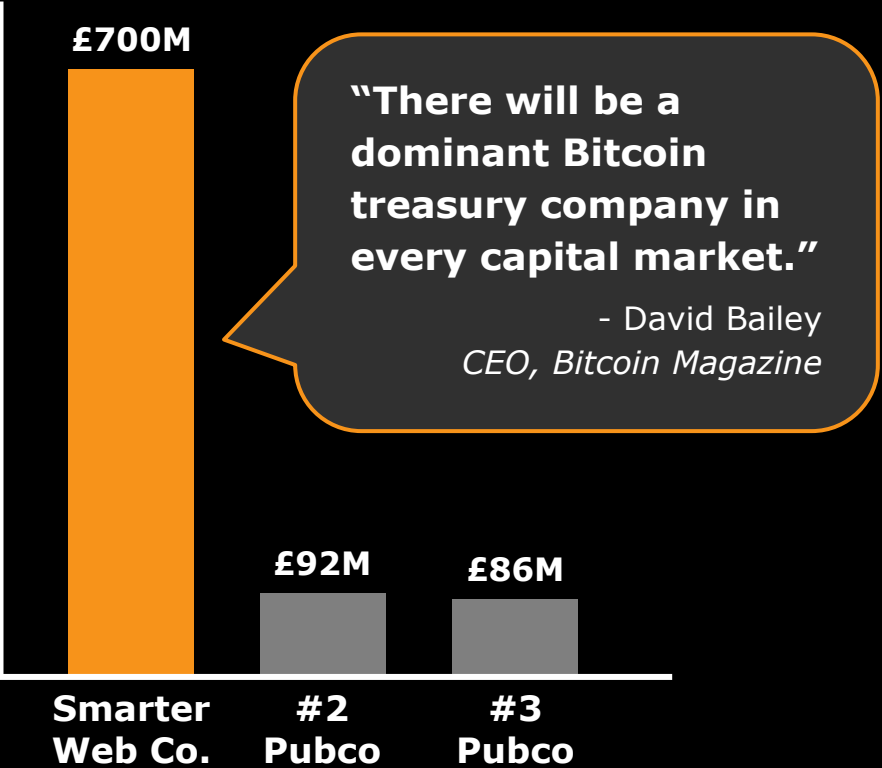 £700M
“There will be a
dominant Bitcoin
treasury company in
every capital market.”
- David Bailey
CEO, Bitcoin Magazine
£92M
£86M
Smarter
Web Co.
#2
Pubco
#3
Pubco